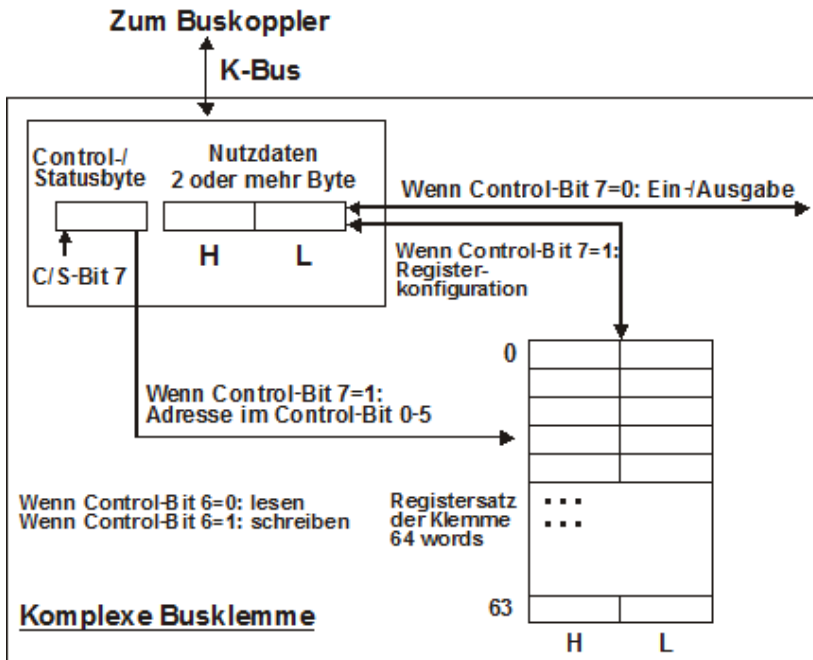 Zum Buskoppler
K-Bus
Control-/
Statusbyte
Nutzdaten
2 oder mehr Byte
Wenn Control-Bit 7=0: Ein-/Ausgabe
H L
C/S-Bit 7
Wenn Control-Bit 7=1:
Register-
konfiguration
0
Wenn Control-Bit 7=1:
Adresse im Control-Bit 0-5
Wenn Control-Bit 6=0: lesen
Wenn Control-Bit 6=1: schreiben
Registersatz
der Klemme
64 words
63
Komplexe Busklemme
H L